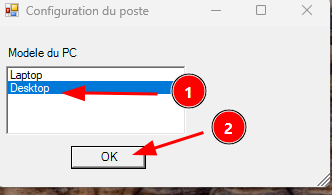 Configuration du poste
Modele du PC
Laptop
Desktop
1
2
OK